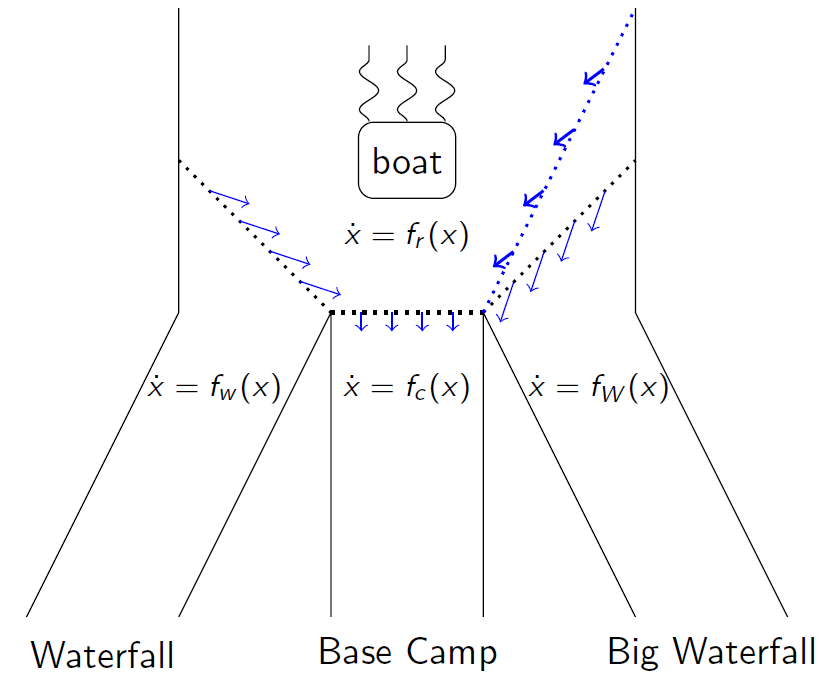 boat
ẋ = f_r(x)
ẋ = f_w(x) ẋ = f_c(x) ẋ = f_W(x)
Waterfall Base Camp Big Waterfall